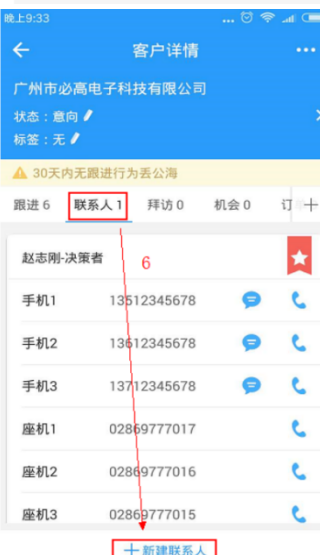 晚上9:33
客户详情
广州市必高电子科技有限公司
状态：意向
标签：无
30天内无跟进行为丢公海
跟进 6 联系人 1 拜访 0 机会 0 订
赵志刚-决策者
6
手机1 13512345678
手机2 13612345678
手机3 13712345678
座机1 02869777017
座机2 02869777016
座机3 02869777015
＋新建联系人